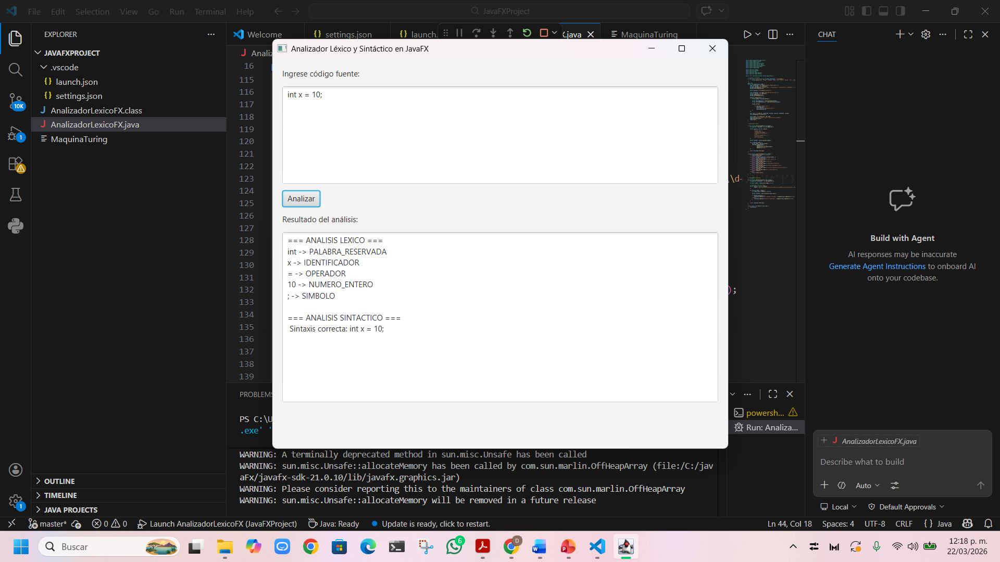 File Edit Selection View Go Run Terminal Help
JavaFXProject
EXPLORER
JAVAFXPROJECT
.vscode
launch.json
settings.json
AnalizadorLexicoFX.class
AnalizadorLexicoFX.java
MaquinaTuring
OUTLINE
TIMELINE
JAVA PROJECTS
10K
1
1
Welcome
settings.json
launch.
.java
MaquinaTuring
Analiz
16
115
116
117
118
119
120
121
122
123
124
125
126
127
128
129
130
131
132
133
134
135
136
137
138
139
Analizador Léxico y Sintáctico en JavaFX
Ingrese código fuente:
int x = 10;
Analizar
Resultado del análisis:
=== ANALISIS LEXICO ===
int -> PALABRA_RESERVADA
x -> IDENTIFICADOR
= -> OPERADOR
10 -> NUMERO_ENTERO
; -> SIMBOLO
=== ANALISIS SINTACTICO ===
Sintaxis correcta: int x = 10;
\\d-
);
PROBLEMS
PS C:\U
.exe' '
WARNING: A terminally deprecated method in sun.misc.Unsafe has been called
WARNING: sun.misc.Unsafe::allocateMemory has been called by com.sun.marlin.OffHeapArray (file:/C:/jav
aFx/javafx-sdk-21.0.10/lib/javafx.graphics.jar)
WARNING: Please consider reporting this to the maintainers of class com.sun.marlin.OffHeapArray
WARNING: sun.misc.Unsafe::allocateMemory will be removed in a future release
powersh...
Run: Analiza...
CHAT
Build with Agent
AI responses may be inaccurate
Generate Agent Instructions to onboard AI
onto your codebase.
AnalizadorLexicoFX.java
Describe what to build
Auto
Local
Default Approvals
master*
0 0
Launch AnalizadorLexicoFX (JavaFXProject)
Java: Ready
Update is ready, click to restart.
Ln 44, Col 18
Spaces: 4
UTF-8
CRLF
{ } Java
Buscar
6
D
12:18 p. m.
22/03/2026